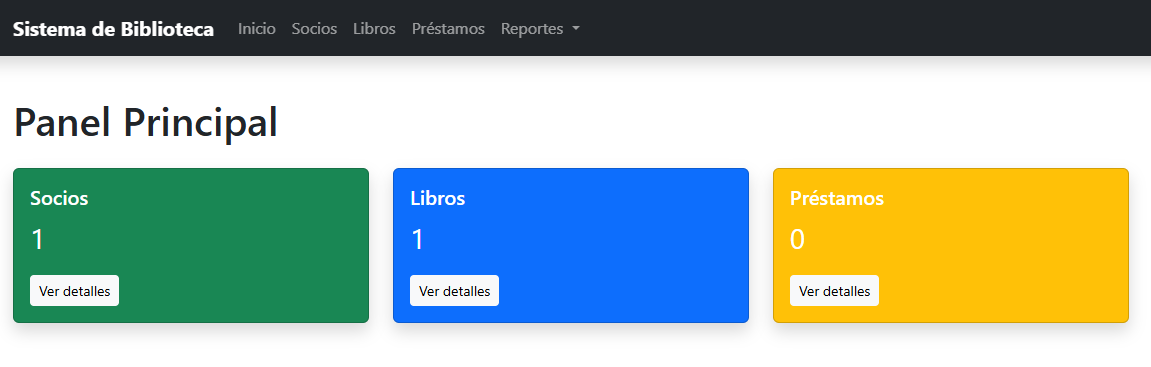 Sistema de Biblioteca Inicio Socios Libros Préstamos Reportes
Panel Principal
Socios
1
Ver detalles
Libros
1
Ver detalles
Préstamos
0
Ver detalles